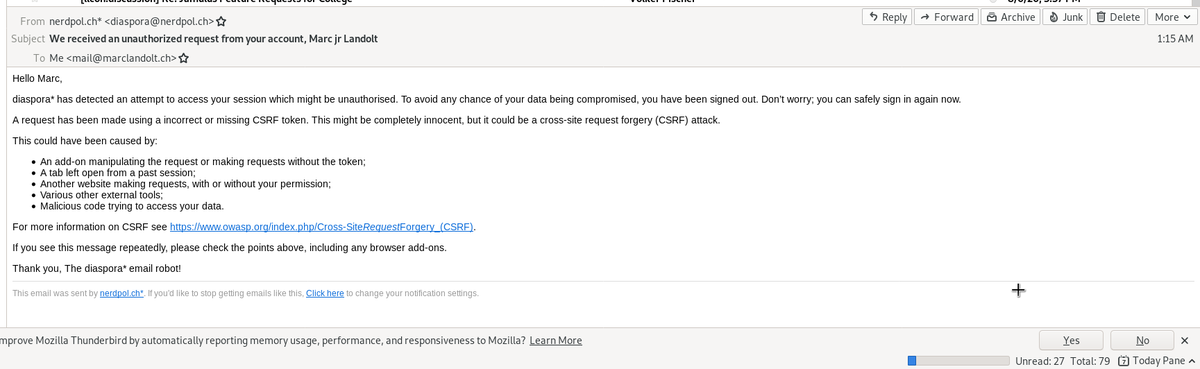 From nerdpol.ch* <diaspora@nerdpol.ch>
Reply
Forward
Archive
Junk
Delete
More
Subject We received an unauthorized request from your account, Marc jr Landolt
1:15 AM
To Me <mail@marclandolt.ch>
Hello Marc,
diaspora* has detected an attempt to access your session which might be unauthorised. To avoid any chance of your data being compromised, you have been signed out. Don't worry; you can safely sign in again now.
A request has been made using a incorrect or missing CSRF token. This might be completely innocent, but it could be a cross-site request forgery (CSRF) attack.
This could have been caused by:
• An add-on manipulating the request or making requests without the token;
• A tab left open from a past session;
• Another website making requests, with or without your permission;
• Various other external tools;
• Malicious code trying to access your data.
For more information on CSRF see https://www.owasp.org/index.php/Cross-SiteRequestForgery_(CSRF).
If you see this message repeatedly, please check the points above, including any browser add-ons.
Thank you, The diaspora* email robot!
This email was sent by nerdpol.ch*. If you'd like to stop getting emails like this, Click here to change your notification settings.
mprove Mozilla Thunderbird by automatically reporting memory usage, performance, and responsiveness to Mozilla? Learn More
Yes
No
Unread: 27 Total: 79
7 Today Pane